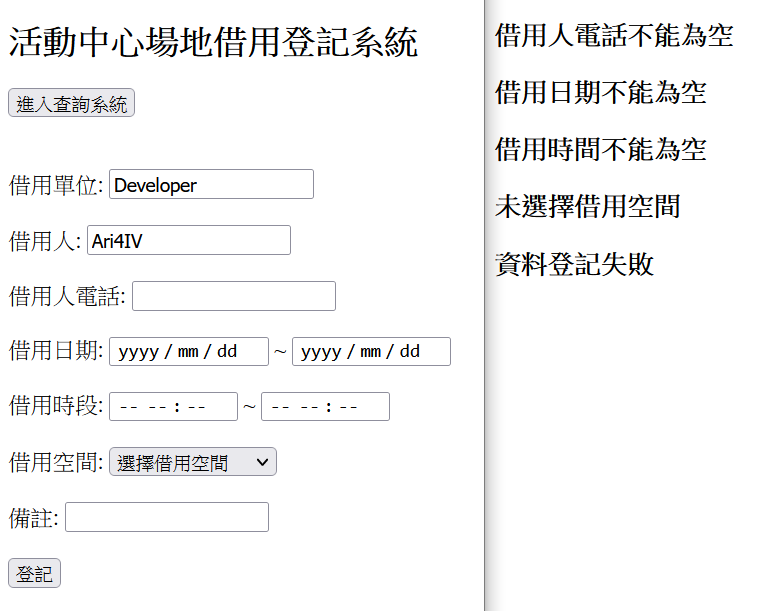 活動中心場地借用登記系統
進入查詢系統
借用單位: Developer
借用人: Ari4IV
借用人電話:
借用日期: yyyy / mm / dd ~ yyyy / mm / dd
借用時段: -- -- : -- ~ -- -- : --
借用空間: 選擇借用空間
備註:
登記
借用人電話不能為空
借用日期不能為空
借用時間不能為空
未選擇借用空間
資料登記失敗